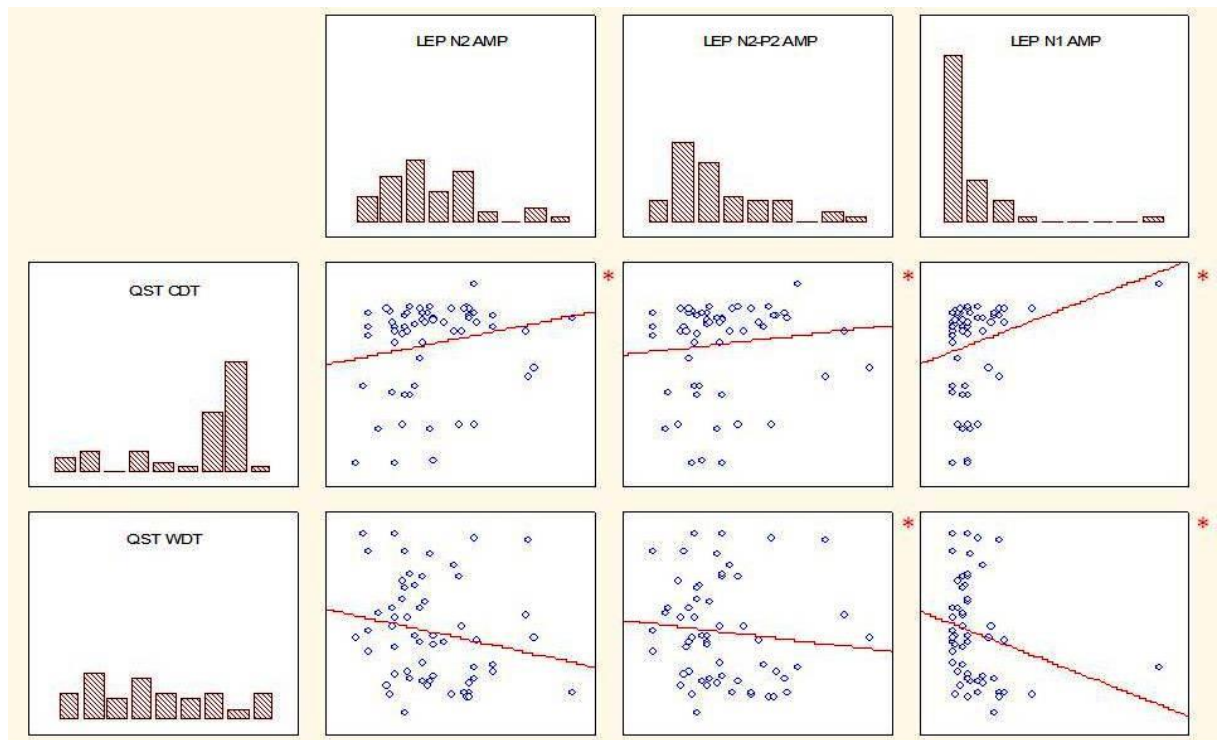 LEP N2 AMP
LEP N2-P2 AMP
LEP N1 AMP
QST CDT
*
*
*
QST WDT
*
*